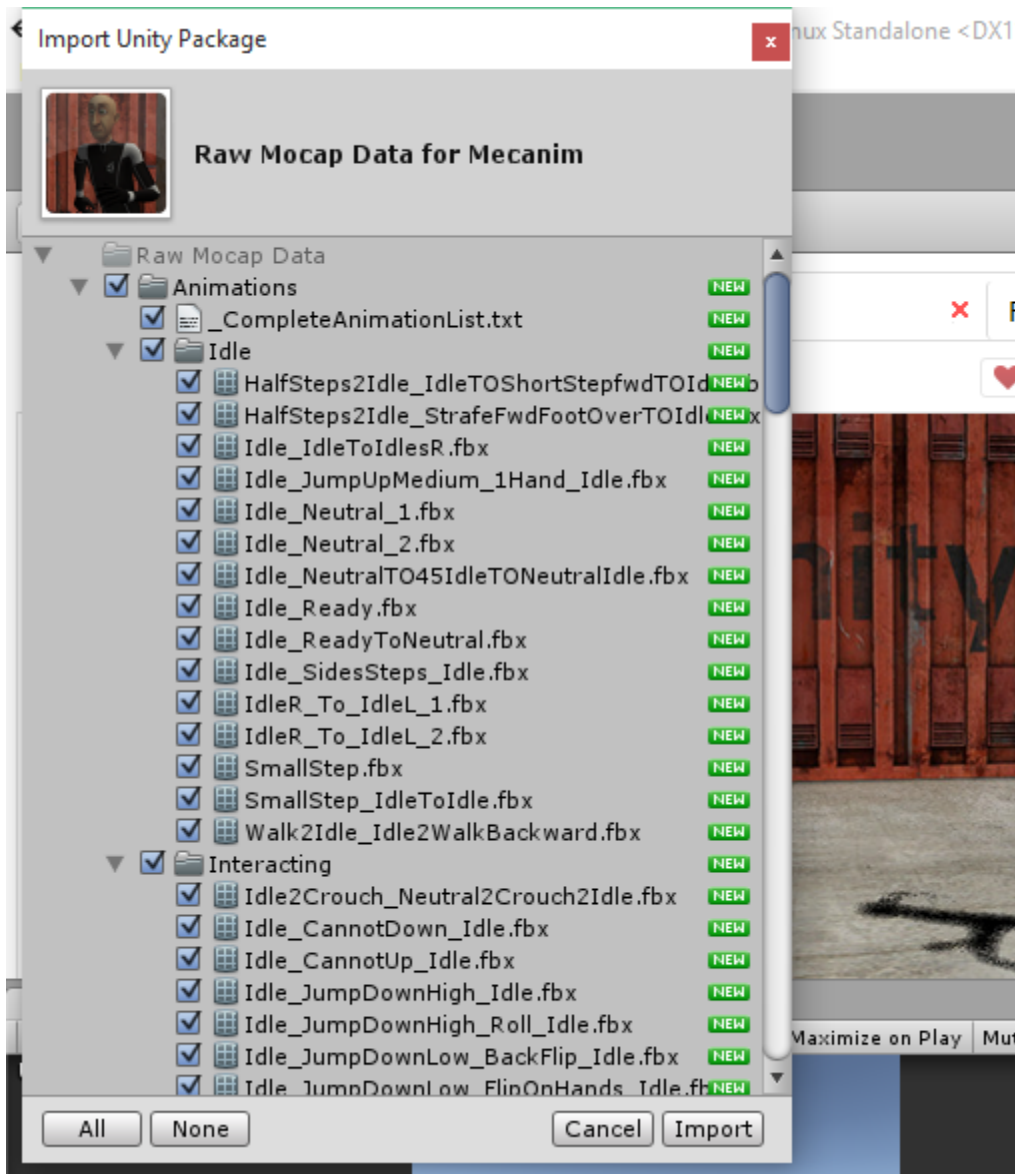 Import Unity Package
x
nux Standalone <DX1
Raw Mocap Data for Mecanim
Raw Mocap Data
Animations NEW
_CompleteAnimationList.txt NEW
Idle NEW
HalfSteps2Idle_IdleTOShortStepfwdTOId NEW
HalfSteps2Idle_StrafeFwdFootOverTOIdl NEW x
Idle_IdleToIdlesR.fbx NEW
Idle_JumpUpMedium_1Hand_Idle.fbx NEW
Idle_Neutral_1.fbx NEW
Idle_Neutral_2.fbx NEW
Idle_NeutralTO45IdleTONeutralIdle.fbx NEW
Idle_Ready.fbx NEW
Idle_ReadyToNeutral.fbx NEW
Idle_SidesSteps_Idle.fbx NEW
IdleR_To_IdleL_1.fbx NEW
IdleR_To_IdleL_2.fbx NEW
SmallStep.fbx NEW
SmallStep_IdleToIdle.fbx NEW
Walk2Idle_Idle2WalkBackward.fbx NEW
Interacting NEW
Idle2Crouch_Neutral2Crouch2Idle.fbx NEW
Idle_CannotDown_Idle.fbx NEW
Idle_CannotUp_Idle.fbx NEW
Idle_JumpDownHigh_Idle.fbx NEW
Idle_JumpDownHigh_Roll_Idle.fbx NEW
Idle_JumpDownLow_BackFlip_Idle.fbx NEW
Idle_JumpDownLow_FlipOnHands_Idle.fb NEW
All None Cancel Import
nity
Maximize on Play Mut